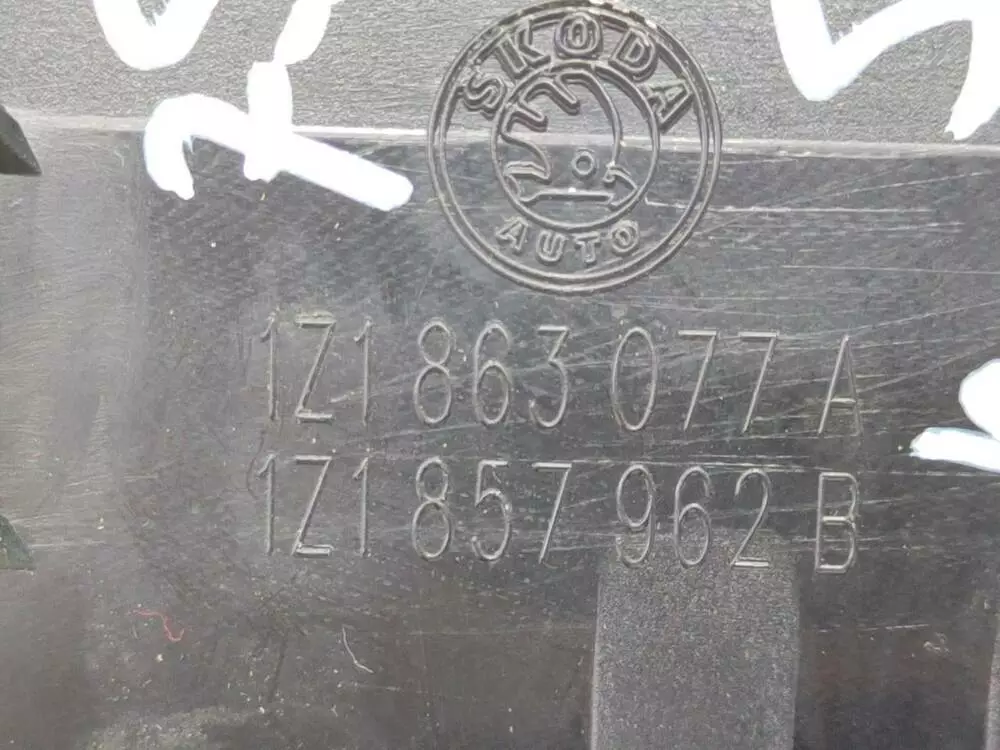 ŠKODA
AUTO
1Z1 863 077 A
1Z1 857 962 B